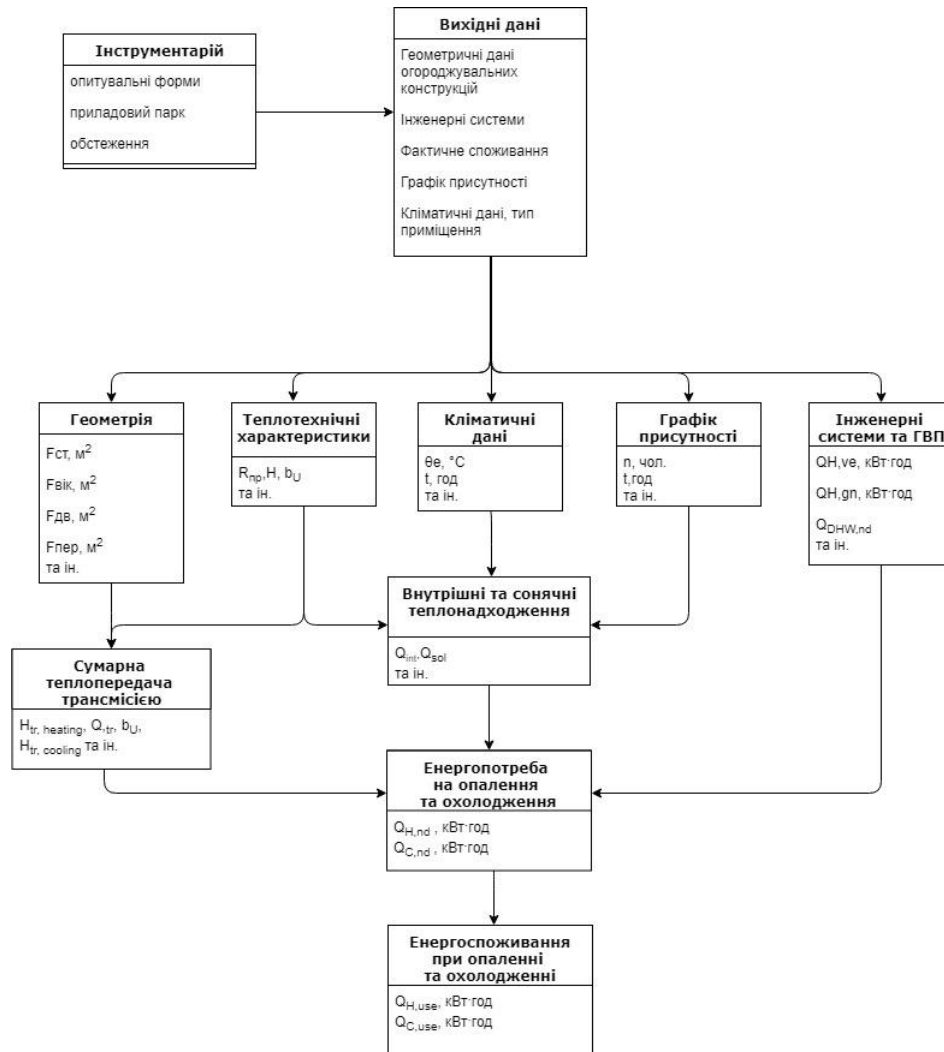 Інструментарій
опитувальні форми
приладовий парк
обстеження
Вихідні дані
Геометричні дані
огороджувальних
конструкцій
Інженерні системи
Фактичне споживання
Графік присутності
Кліматичні дані, тип
приміщення
Геометрія
Fст, м²
Fвік, м²
Fдв, м²
Fпер, м²
та ін.
Теплотехнічні
характеристики
Rпр,H, bU
та ін.
Кліматичні
дані
θe, °C
t, год
та ін.
Графік
присутності
n, чол.
t,год
та ін.
Інженерні
системи та ГВП
QH,ve, кВт·год
QH,gn, кВт·год
QDHW,nd
та ін.
Внутрішні та сонячні
теплонадходження
Qint,Qsol
та ін.
Сумарна
теплопередача
трансмісією
Htr, heating, Q,tr, bU,
Htr, cooling та ін.
Енергопотреба
на опалення
та охолодження
QH,nd , кВт·год
QC,nd , кВт·год
Енергоспоживання
при опаленні
та охолодженні
QH,use, кВт·год
QC,use, кВт·год